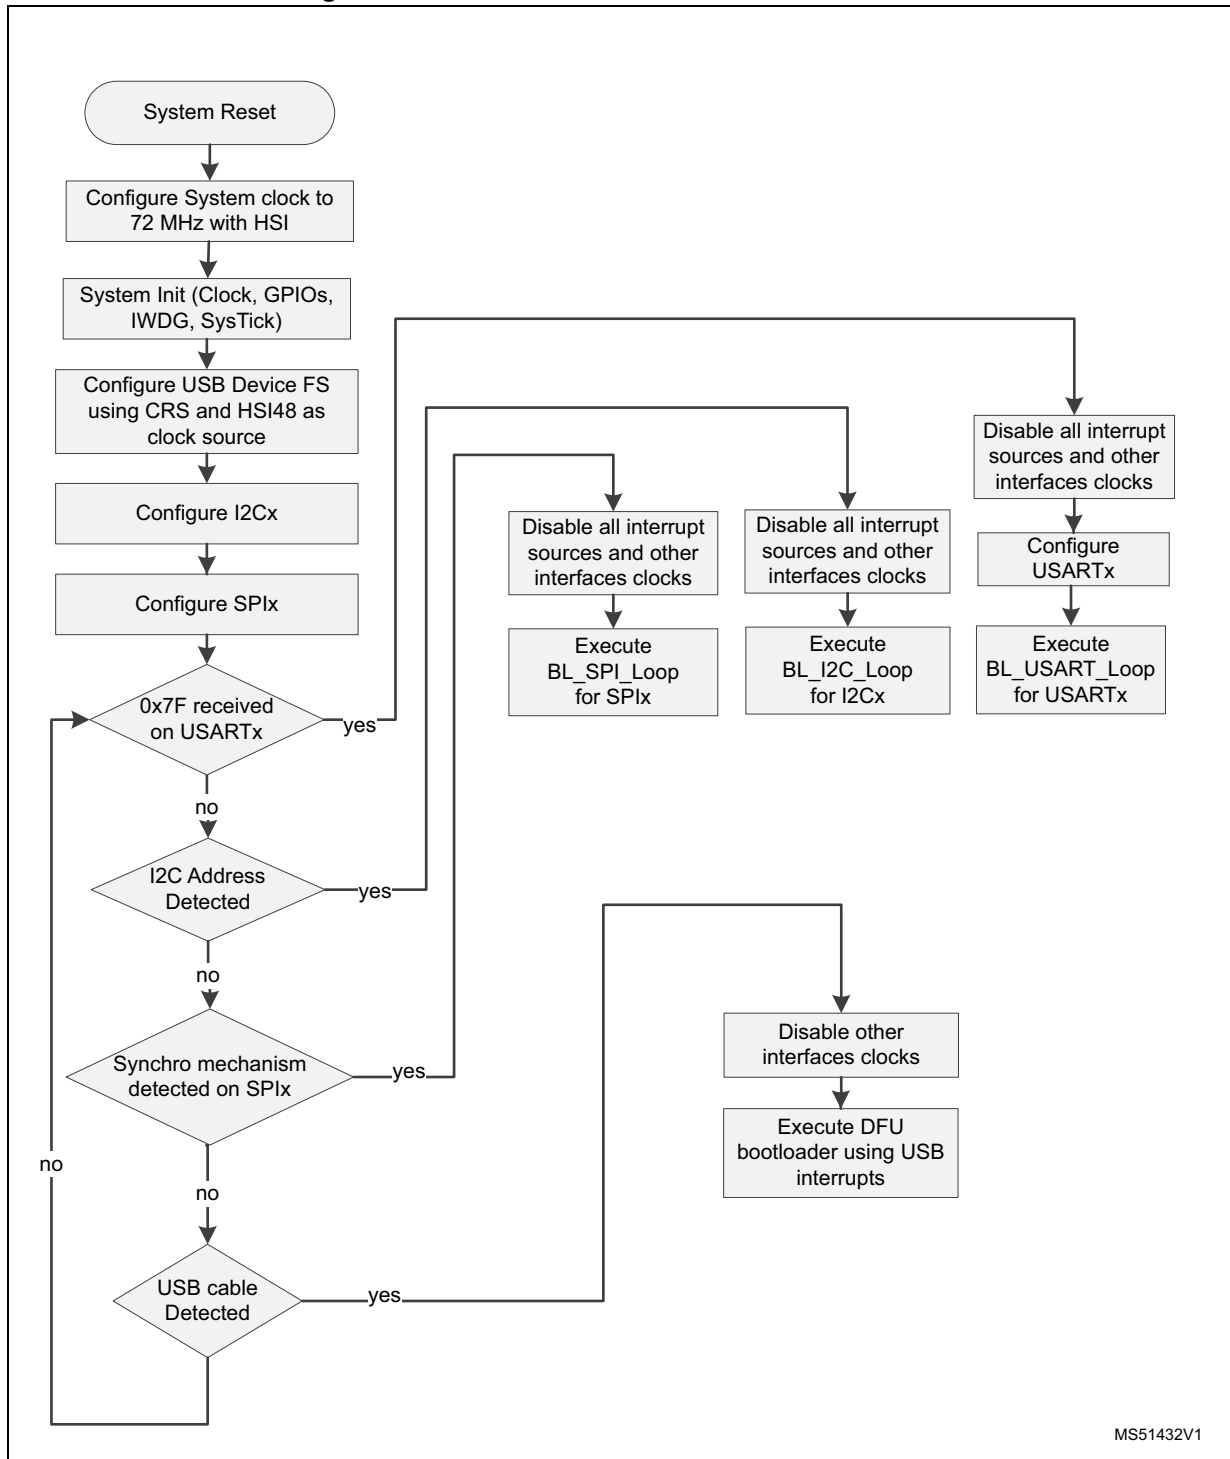 System Reset
Configure System clock to
72 MHz with HSI
System Init (Clock, GPIOs,
IWDG, SysTick)
Configure USB Device FS
using CRS and HSI48 as
clock source
Configure I2Cx
Configure SPIx
0x7F received
on USARTx
yes
no
I2C Address
Detected
yes
no
Synchro mechanism
detected on SPIx
yes
no
no
USB cable
Detected
yes
Disable all interrupt
sources and other
interfaces clocks
Execute
BL_SPI_Loop
for SPIx
Disable all interrupt
sources and other
interfaces clocks
Execute
BL_I2C_Loop
for I2Cx
Disable all interrupt
sources and other
interfaces clocks
Configure
USARTx
Execute
BL_USART_Loop
for USARTx
Disable other
interfaces clocks
Execute DFU
bootloader using USB
interrupts
MS51432V1